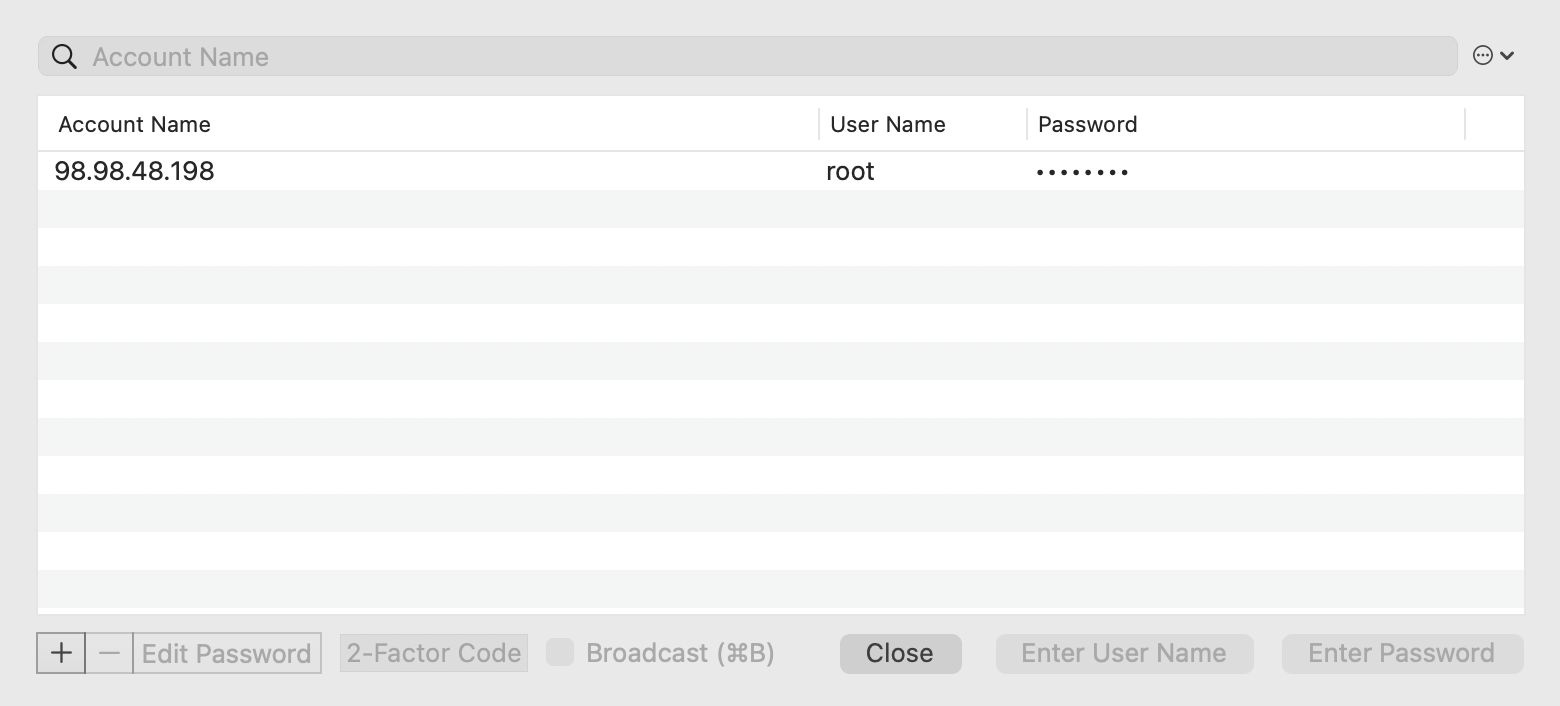 Account Name
Account Name User Name Password
98.98.48.198 root ••••••••
+ − Edit Password 2-Factor Code Broadcast (⌘B) Close Enter User Name Enter Password